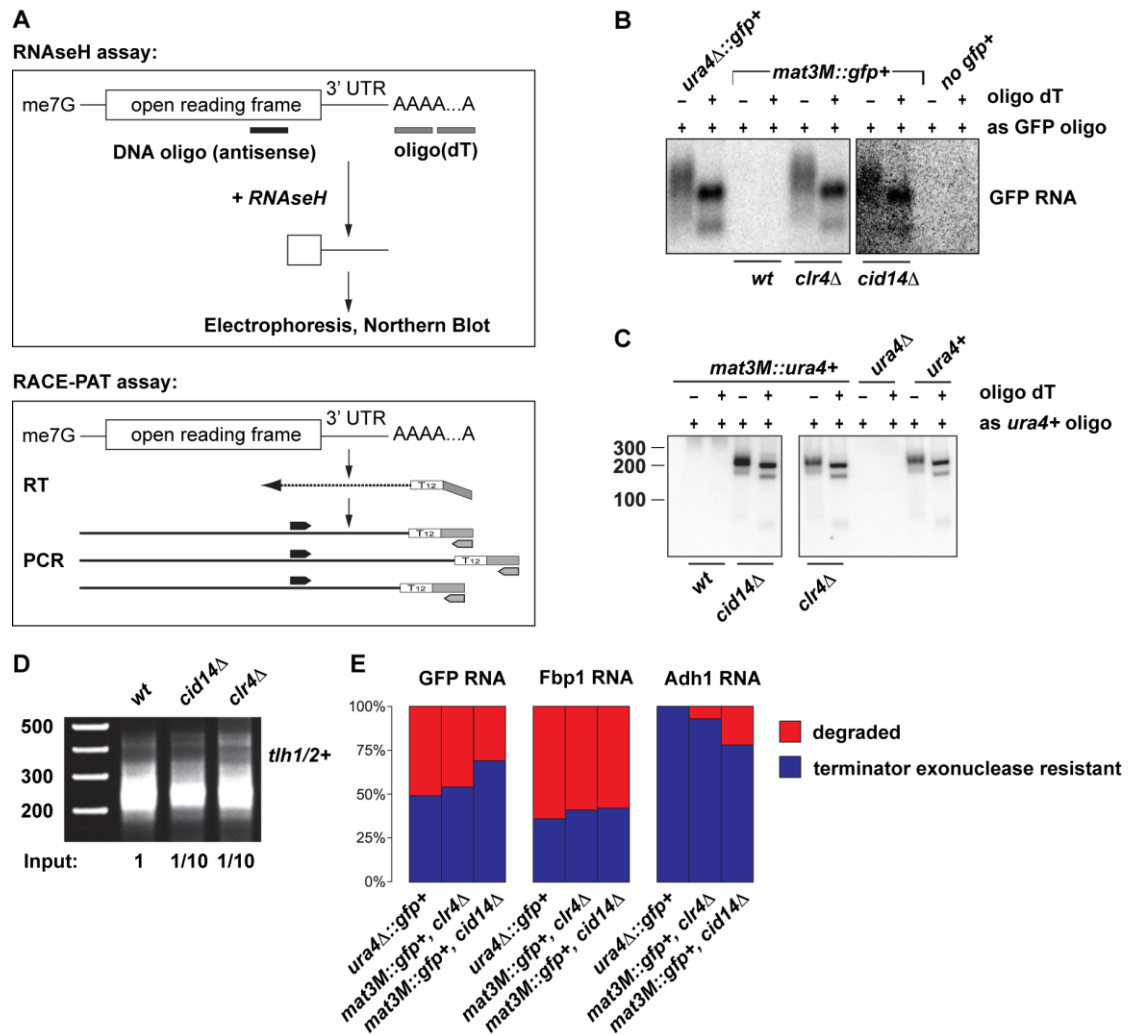 A
RNAseH assay:
me7G
open reading frame
3' UTR
AAAA...A
DNA oligo (antisense)
oligo(dT)
+ RNAseH
Electrophoresis, Northern Blot
RACE-PAT assay:
me7G
open reading frame
3' UTR
AAAA...A
RT
T12
PCR
T12
T12
T12
B
ura4Δ::gfp+
mat3M::gfp+
no gfp+
– + – + – + – + – + oligo dT
+ + + + + + + + + + as GFP oligo
GFP RNA
wt clr4Δ cid14Δ
C
mat3M::ura4+
ura4Δ
ura4+
– + – + – + – + – + oligo dT
+ + + + + + + + + + as ura4+ oligo
300
200
100
wt
cid14Δ
clr4Δ
D
wt
cid14Δ
clr4Δ
500
300
200
tlh1/2+
Input: 1 1/10 1/10
E
GFP RNA Fbp1 RNA Adh1 RNA
100%
75%
50%
25%
0%
degraded
terminator exonuclease resistant
ura4Δ::gfp+
mat3M::gfp+, clr4Δ
mat3M::gfp+, cid14Δ
ura4Δ::gfp+
mat3M::gfp+, clr4Δ
mat3M::gfp+, cid14Δ
ura4Δ::gfp+
mat3M::gfp+, clr4Δ
mat3M::gfp+, cid14Δ